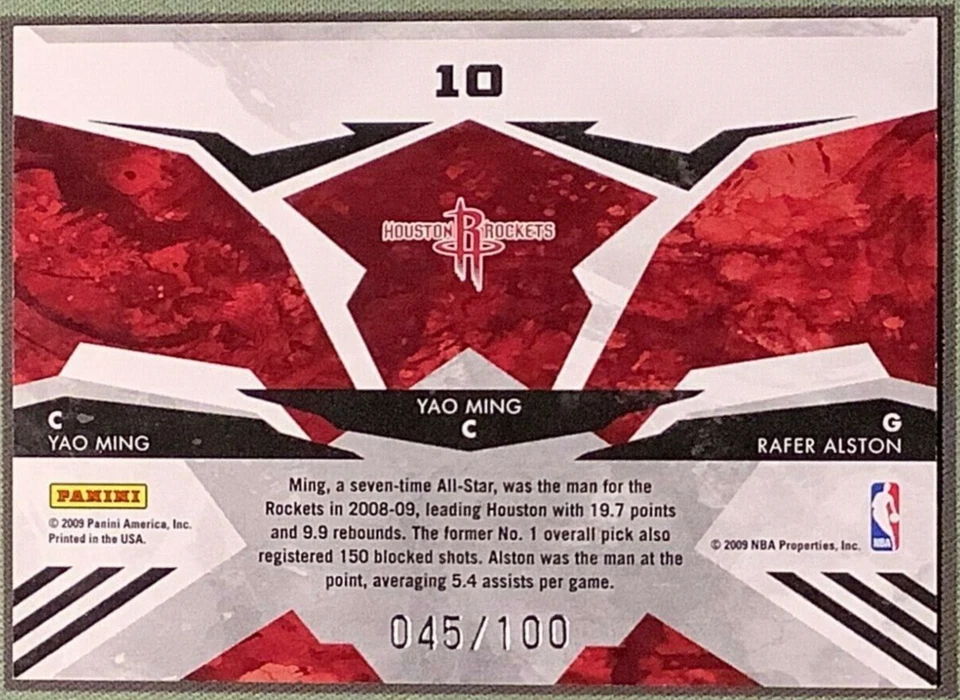 10
HOUSTON R ROCKETS
YAO MING
C
C
YAO MING
G
RAFER ALSTON
PANINI
© 2009 Panini America, Inc.
Printed in the USA.
Ming, a seven-time All-Star, was the man for the
Rockets in 2008-09, leading Houston with 19.7 points
and 9.9 rebounds. The former No. 1 overall pick also
registered 150 blocked shots. Alston was the man at the
point, averaging 5.4 assists per game.
© 2009 NBA Properties, Inc.
NBA
045/100